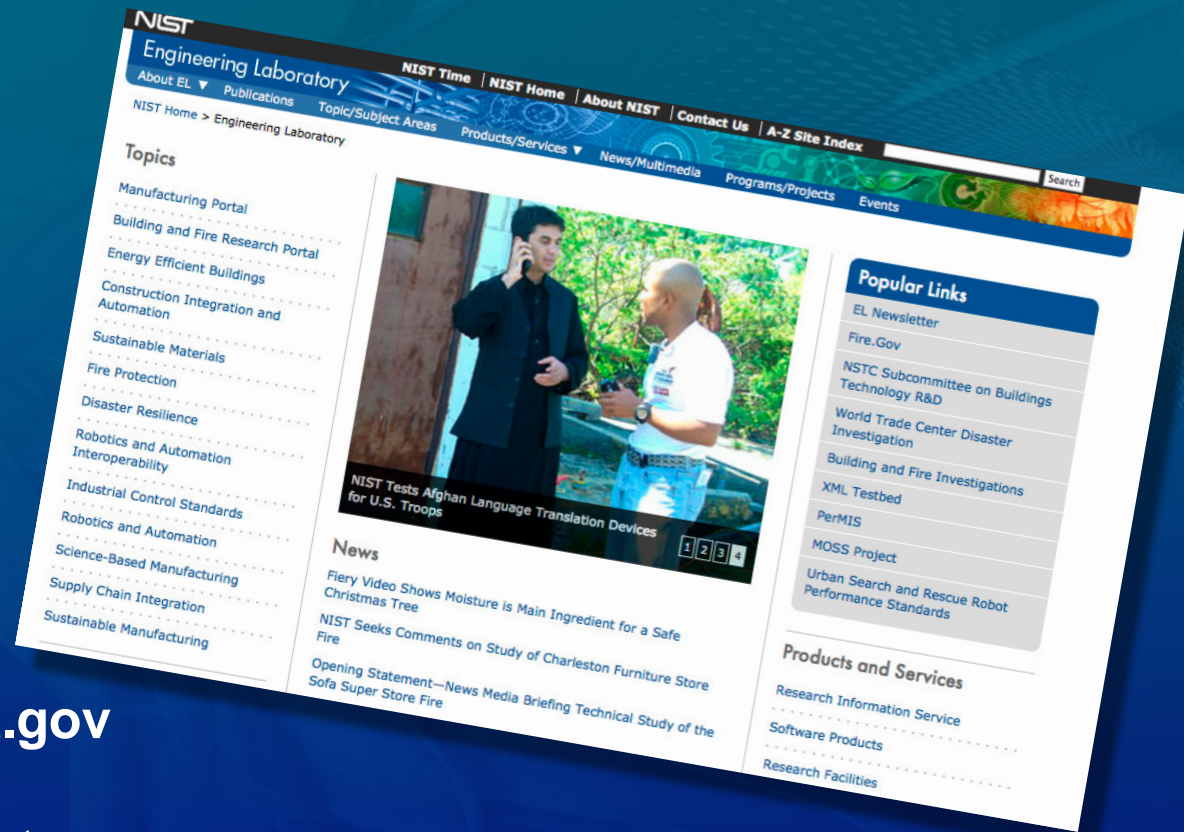 NIST
Engineering Laboratory
NIST Time | NIST Home | About NIST | Contact Us | A-Z Site Index
Search
About EL ▼ Publications Topic/Subject Areas Products/Services ▼ News/Multimedia Programs/Projects Events
NIST Home > Engineering Laboratory
Topics
Manufacturing Portal
Building and Fire Research Portal
Energy Efficient Buildings
Construction Integration and
Automation
Sustainable Materials
Fire Protection
Disaster Resilience
Robotics and Automation
Interoperability
Industrial Control Standards
Robotics and Automation
Science-Based Manufacturing
Supply Chain Integration
Sustainable Manufacturing
NIST Tests Afghan Language Translation Devices
for U.S. Troops
1 2 3 4
News
Fiery Video Shows Moisture is Main Ingredient for a Safe
Christmas Tree
NIST Seeks Comments on Study of Charleston Furniture Store
Fire
Opening Statement—News Media Briefing Technical Study of the
Sofa Super Store Fire
Popular Links
EL Newsletter
Fire.Gov
NSTC Subcommittee on Buildings
Technology R&D
World Trade Center Disaster
Investigation
Building and Fire Investigations
XML Testbed
PerMIS
MOSS Project
Urban Search and Rescue Robot
Performance Standards
Products and Services
Research Information Service
Software Products
Research Facilities
.gov